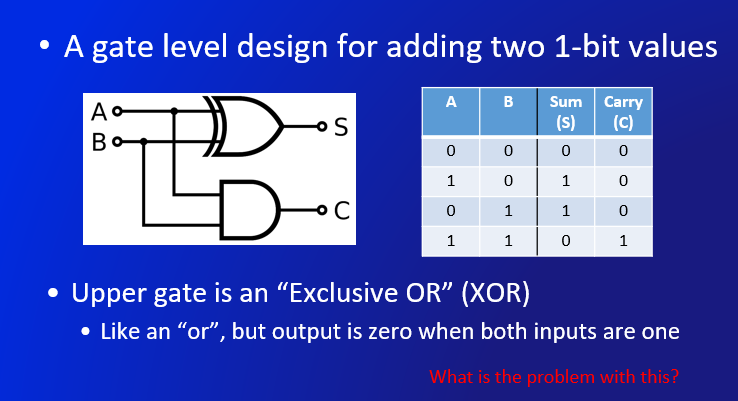 • A gate level design for adding two 1-bit values
A
B
S
C
A B Sum (S) Carry (C)
0 0 0 0
1 0 1 0
0 1 1 0
1 1 0 1
• Upper gate is an “Exclusive OR” (XOR)
• Like an “or”, but output is zero when both inputs are one
What is the problem with this?